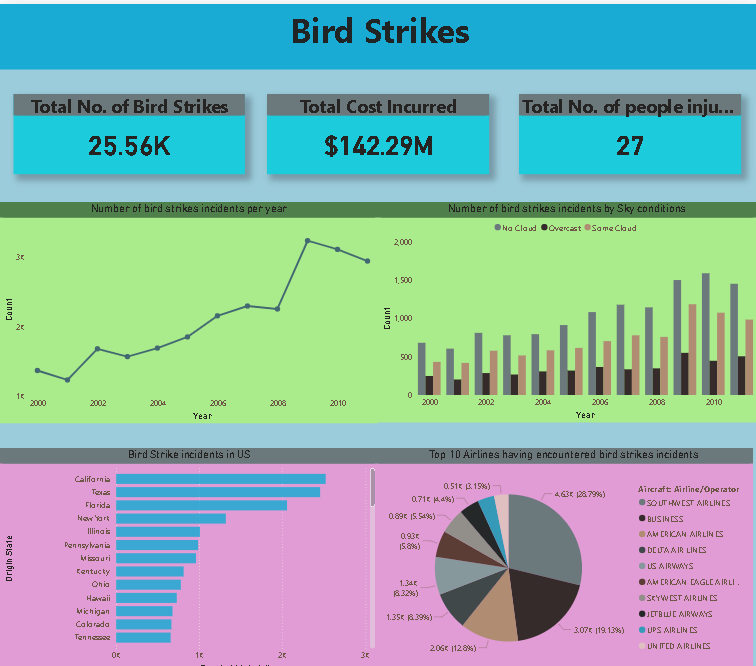 Bird Strikes
Total No. of Bird Strikes
25.56K
Total Cost Incurred
$142.29M
Total No. of people inju...
27
Number of bird strikes incidents per year
3K
2K
1K
Count
2000 2002 2004 2006 2008 2010
Year
Number of bird strikes incidents by Sky conditions
No Cloud Overcast Some Cloud
2,000
1,500
1,000
500
0
Count
2000 2002 2004 2006 2008 2010
Year
Bird Strike incidents in US
Origin State
California
Texas
Florida
New York
Illinois
Pennsylvania
Missouri
Kentucky
Ohio
Hawaii
Michigan
Colorado
Tennessee
0K 1K 2K 3K
Top 10 Airlines having encountered bird strikes incidents
4.63K (28.79%)
3.07K (19.13%)
2.06K (12.8%)
1.35K (8.39%)
1.34K
(8.32%)
0.93K
(5.8%)
0.89K (5.54%)
0.71K (4.4%)
0.51K (3.15%)
Aircraft: Airline/Operator
SOUTHWEST AIRLINES
BUSINESS
AMERICAN AIRLINES
DELTA AIR LINES
US AIRWAYS
AMERICAN EAGLE AIRLI...
SKYWEST AIRLINES
JETBLUE AIRWAYS
UPS AIRLINES
UNITED AIRLINES